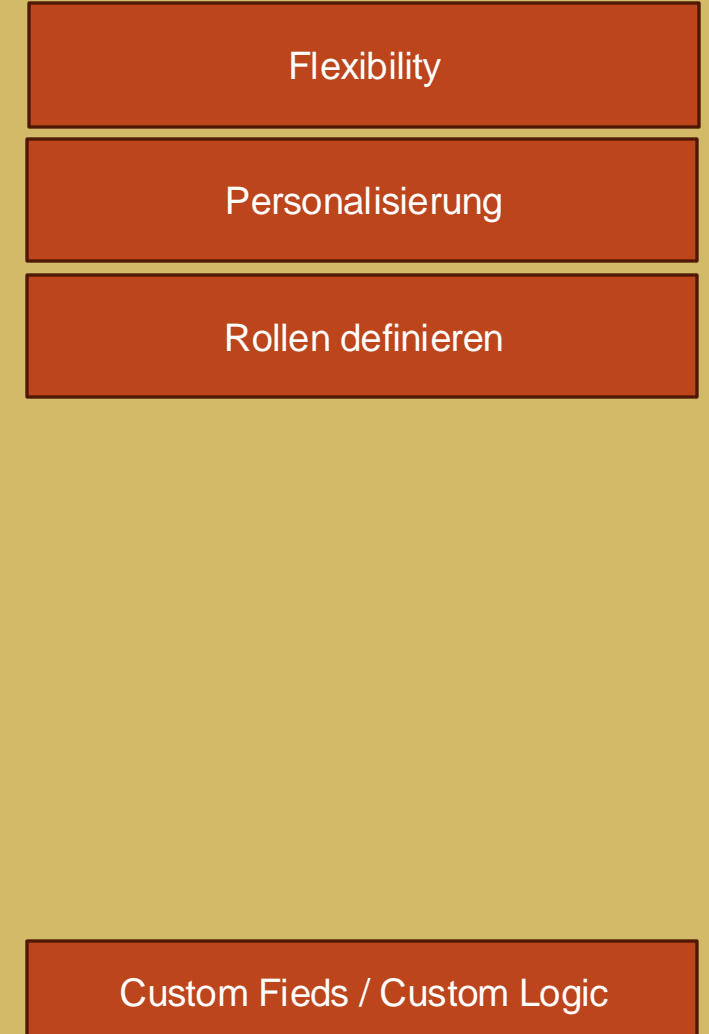 Flexibility
Personalisierung
Rollen definieren
Custom Fieds / Custom Logic